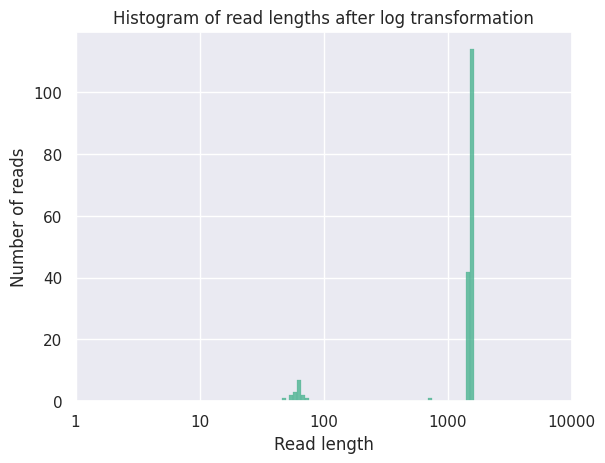 Histogram of read lengths after log transformation
Number of reads
100
80
60
40
20
0
1 10 100 1000 10000
Read length